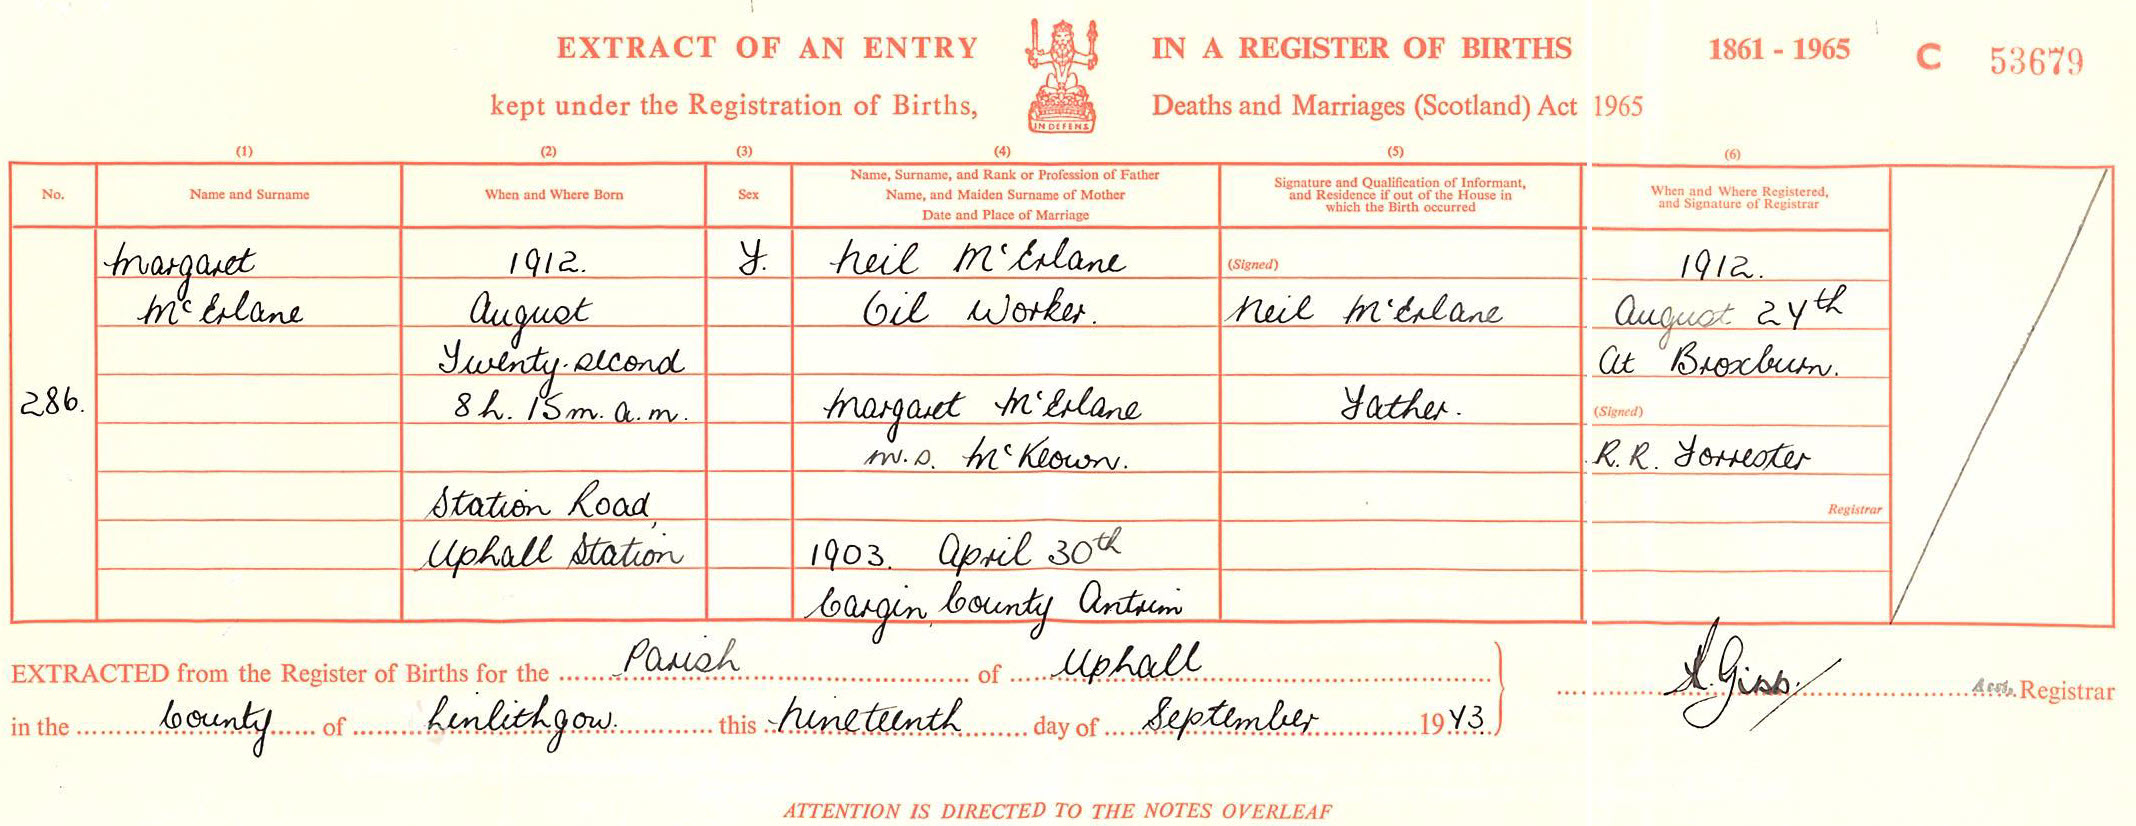 EXTRACT OF AN ENTRY IN A REGISTER OF BIRTHS 1861 - 1965 C 53679
kept under the Registration of Births, Deaths and Marriages (Scotland) Act 1965
IN DEFENS
(1) (2) (3) (4) (5) (6)
No.
Name and Surname
When and Where Born
Sex
Name, Surname, and Rank or Profession of Father
Name, and Maiden Surname of Mother
Date and Place of Marriage
Signature and Qualification of Informant,
and Residence if out of the House in
which the Birth occurred
When and Where Registered,
and Signature of Registrar
286.
Margaret
McErlane
1912.
August
Twenty-second
8h. 15m. a.m.
Station Road,
Uphall Station
F.
Neil McErlane
Oil Worker.
Margaret McErlane
m.s. McKeown.
1903. April 30th
Cargin, County Antrim
(Signed)
Neil McErlane
Father.
1912.
August 24th
At Broxburn.
(Signed)
R.R. Forrester
Registrar
EXTRACTED from the Register of Births for the Parish of Uphall
in the County of Linlithgow. this Nineteenth day of September 1943.
A. Gibb. Asst. Registrar
ATTENTION IS DIRECTED TO THE NOTES OVERLEAF